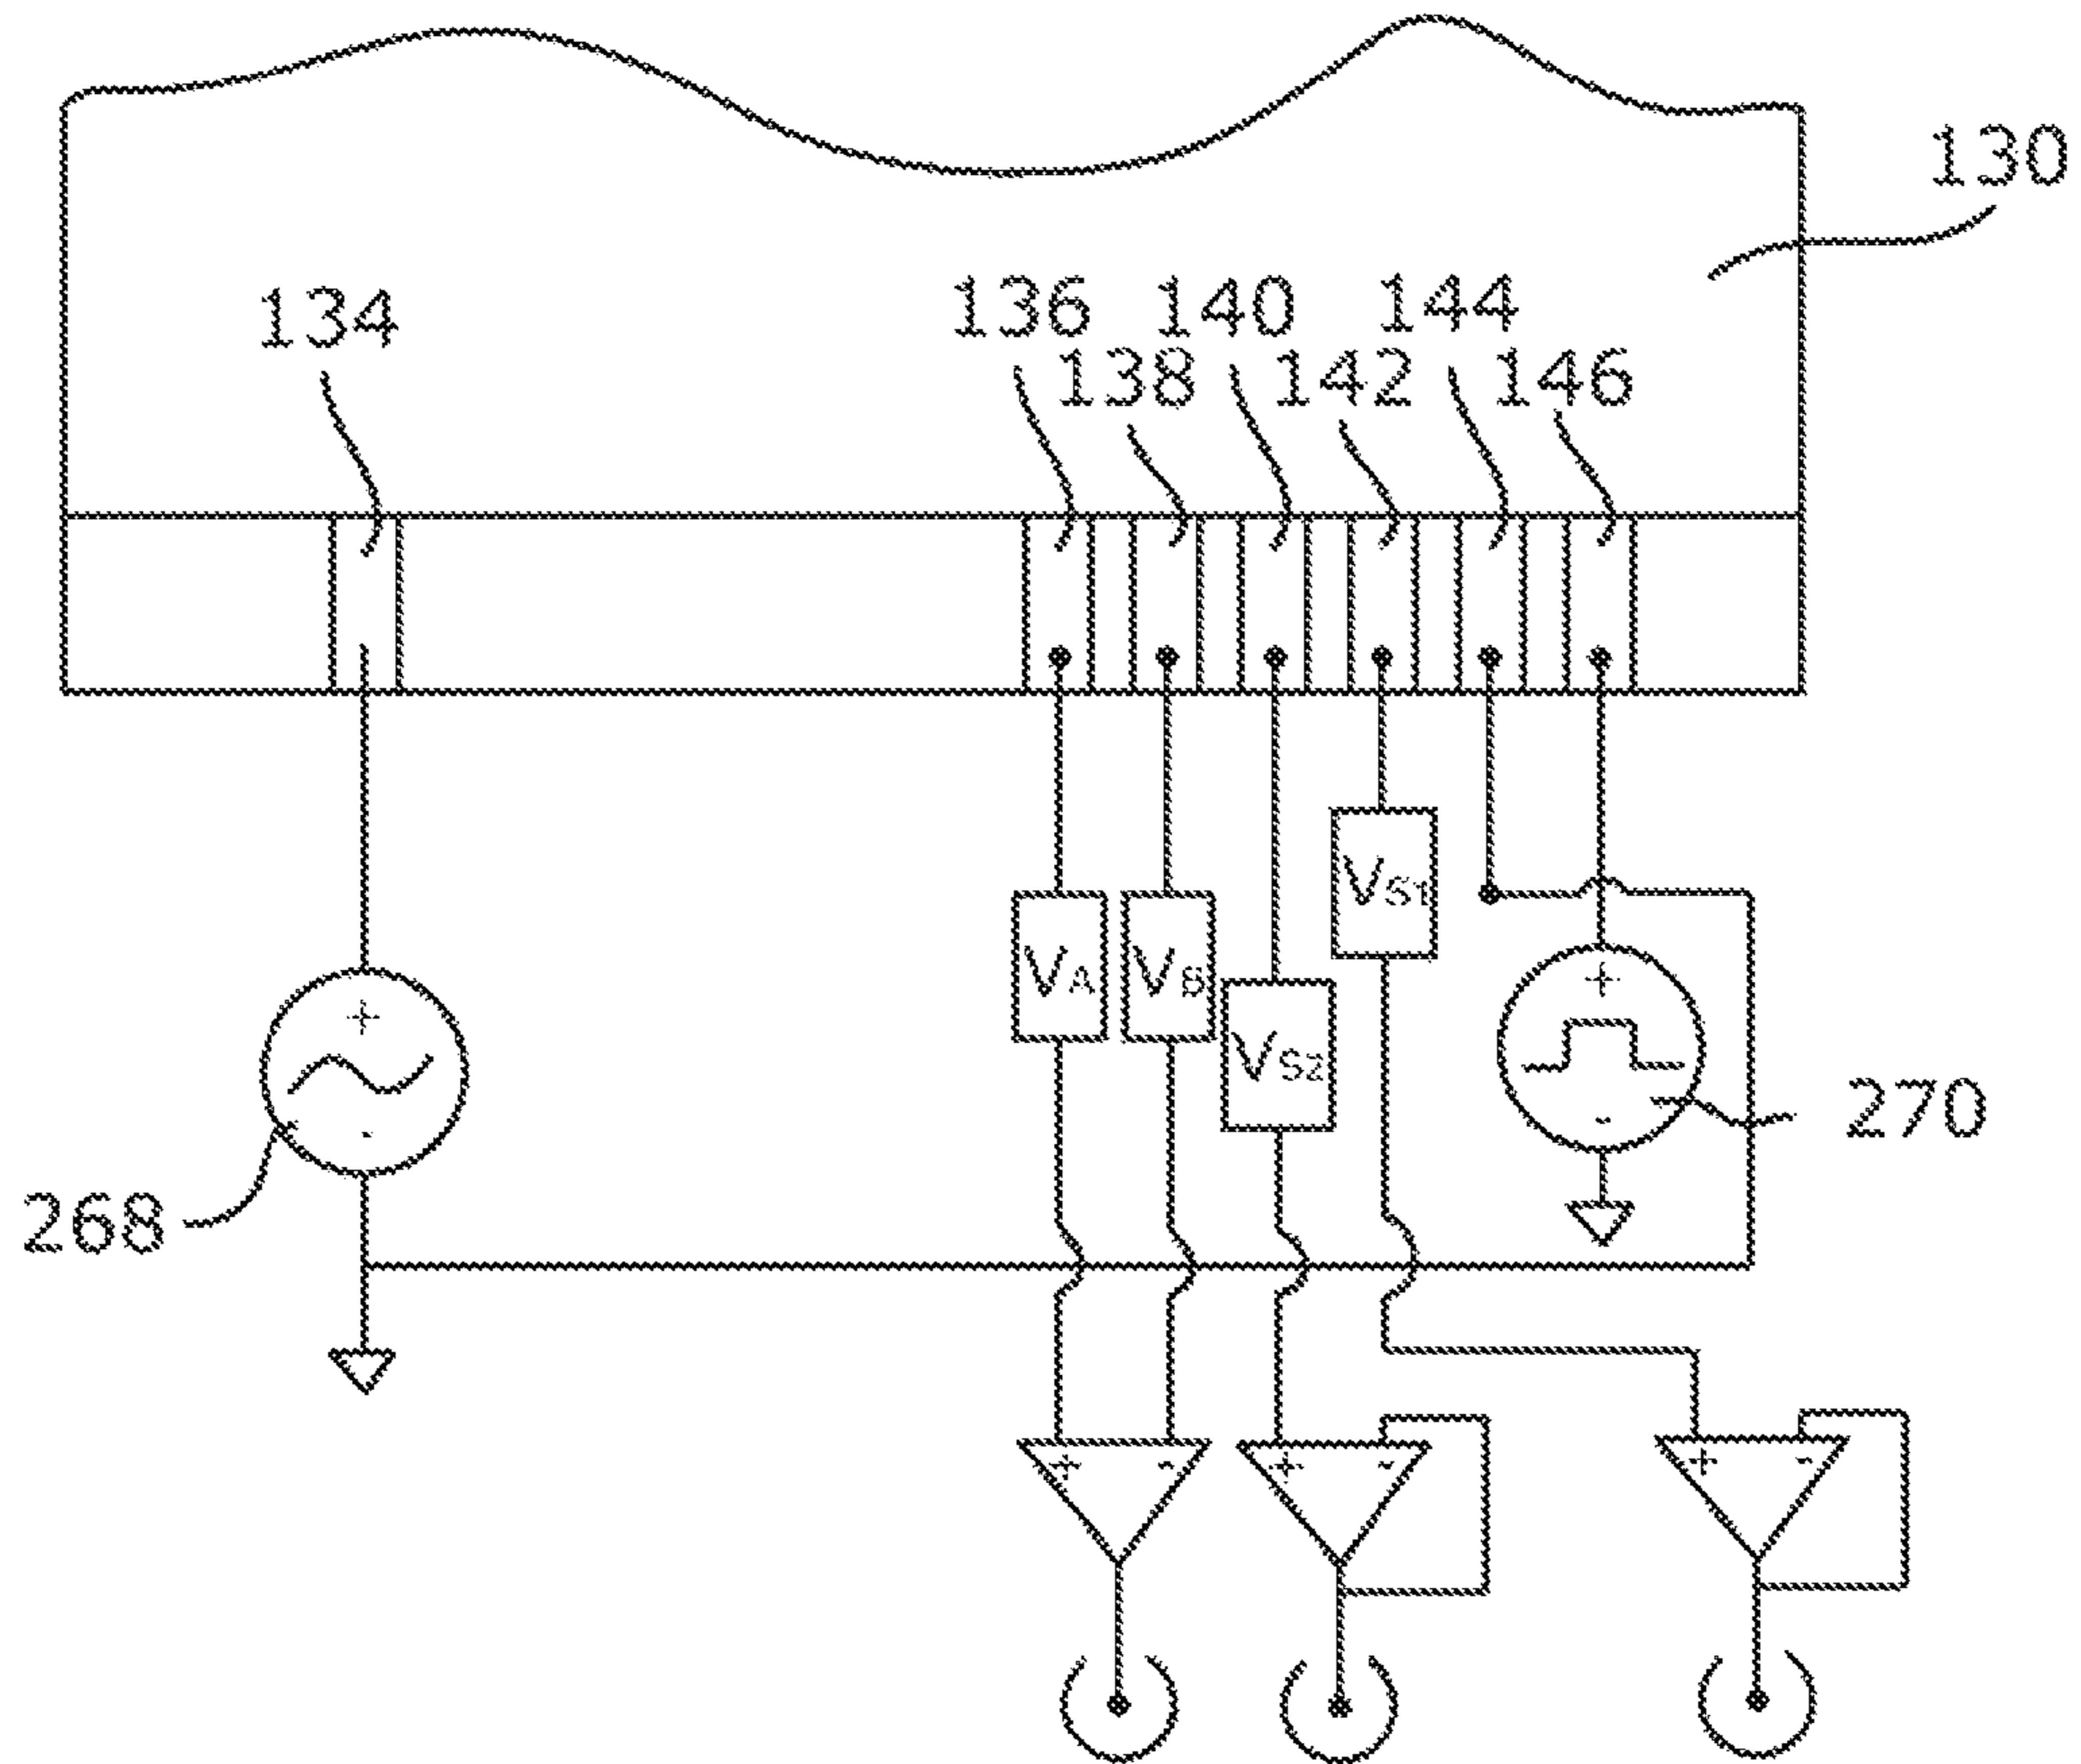 130
134
136 140 144
138 142 146
VS1
VA VB
VS2
+
+
-
-
268
270
+ -
+ -
+ -